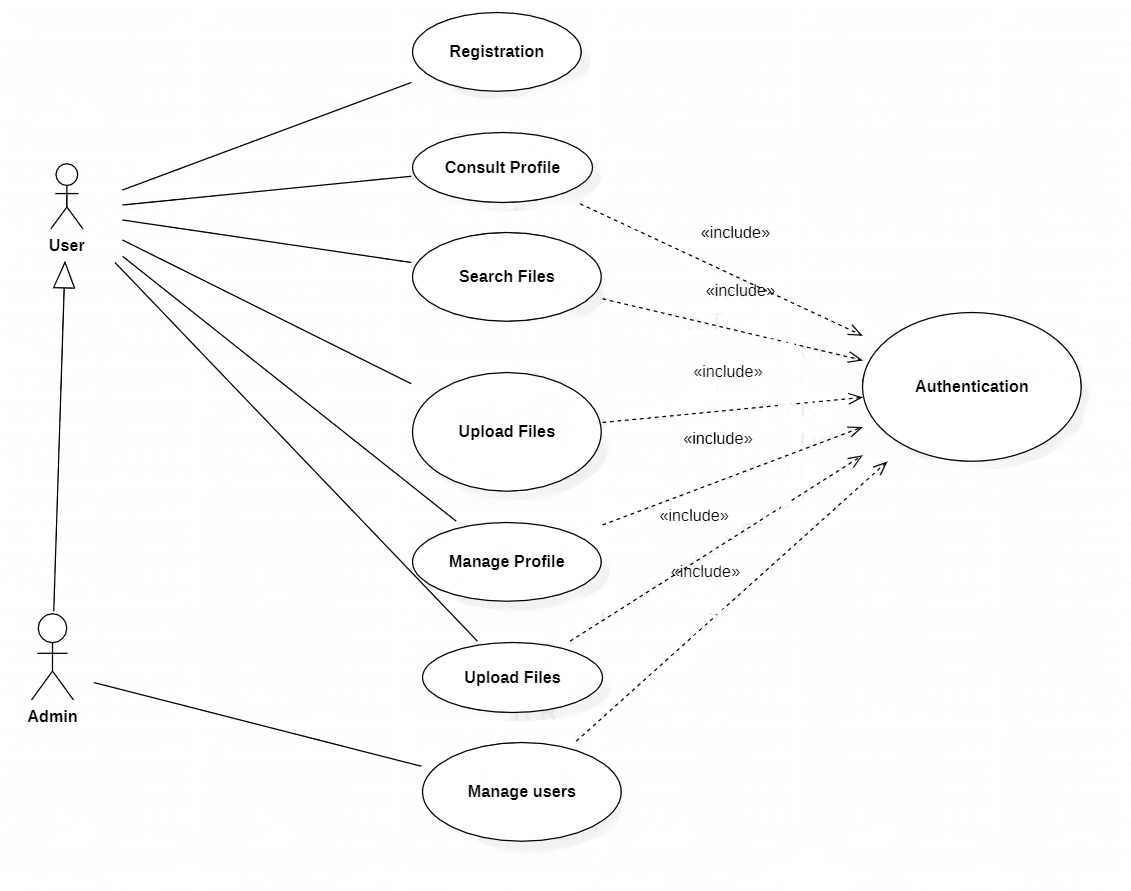 Registration
Consult Profile
User
«include»
Search Files
«include»
«include»
Authentication
Upload Files
«include»
«include»
Manage Profile
«include»
Upload Files
Admin
Manage users